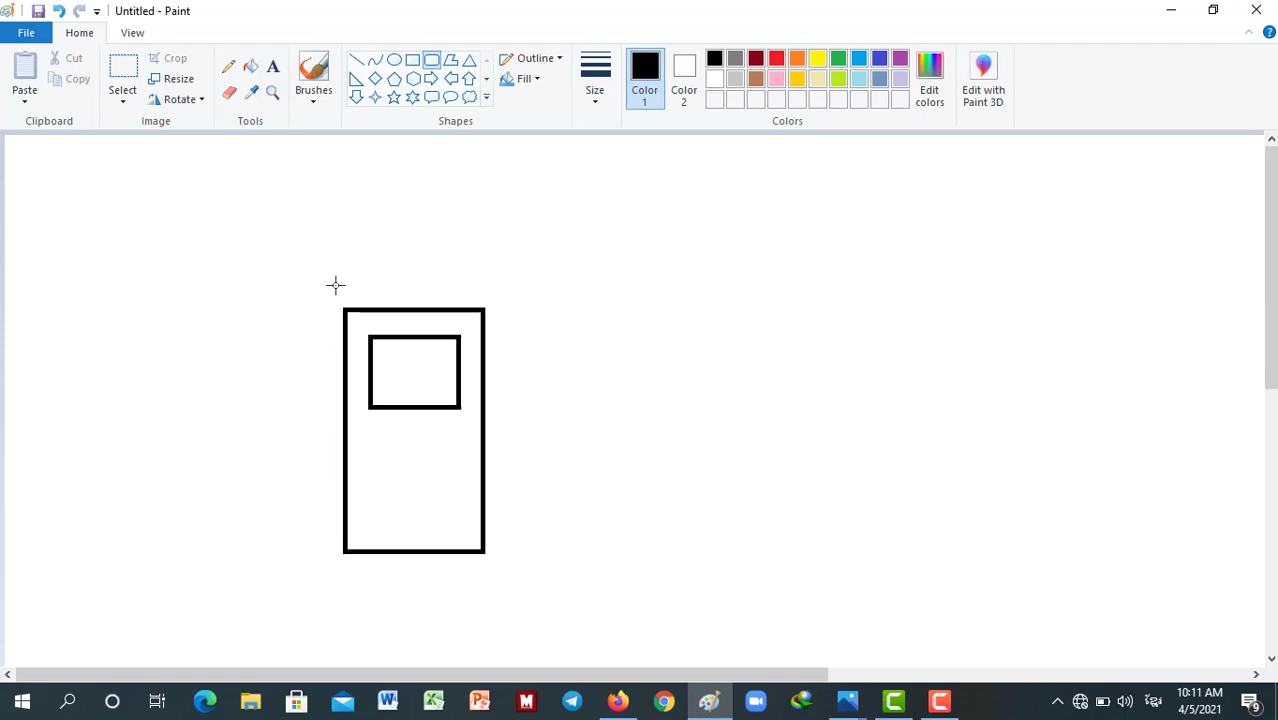 Untitled - Paint
File Home View
Paste
Cut
Copy
Clipboard
Select
Crop
Resize
Rotate
Image
A
Tools
Brushes
Outline
Fill
Shapes
Size
Color 1
Color 2
Edit colors
Colors
Edit with Paint 3D
10:11 AM
4/5/2021
9